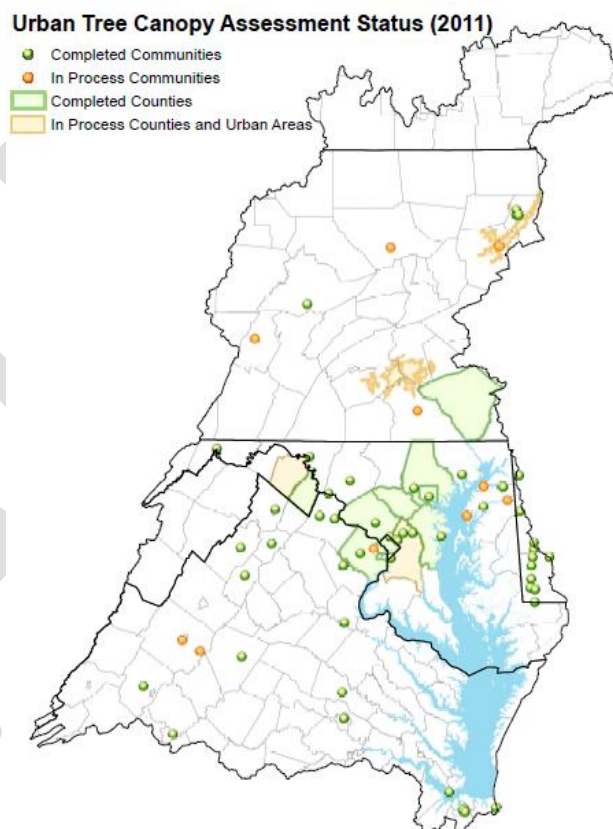 Urban Tree Canopy Assessment Status (2011)
Completed Communities
In Process Communities
Completed Counties
In Process Counties and Urban Areas